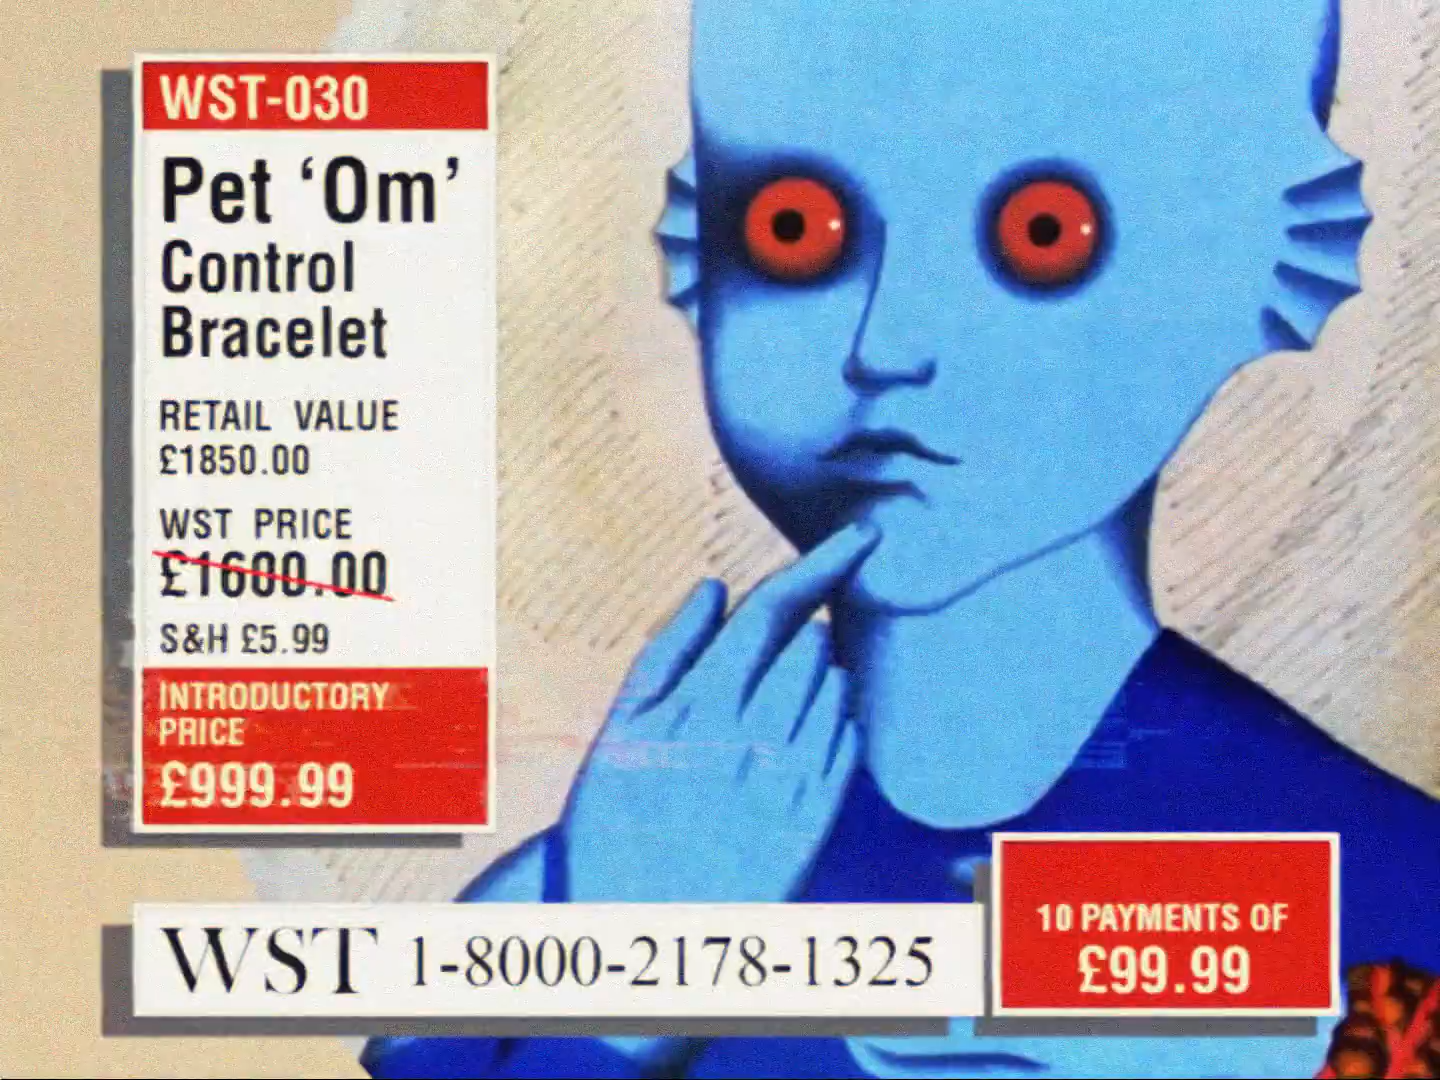 WST-030
Pet ‘Om’
Control
Bracelet
RETAIL VALUE
£1850.00
WST PRICE
£1600.00
S&H £5.99
INTRODUCTORY
PRICE
£999.99
WST 1-8000-2178-1325
10 PAYMENTS OF
£99.99